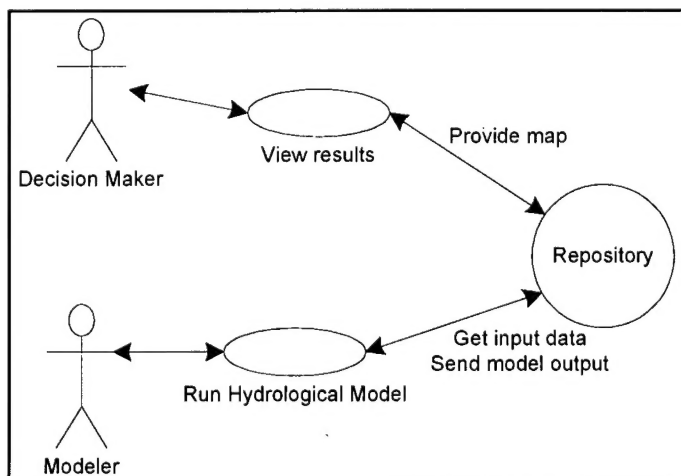 Provide map
View results
Decision Maker
Repository
Get input data
Send model output
Run Hydrological Model
Modeler